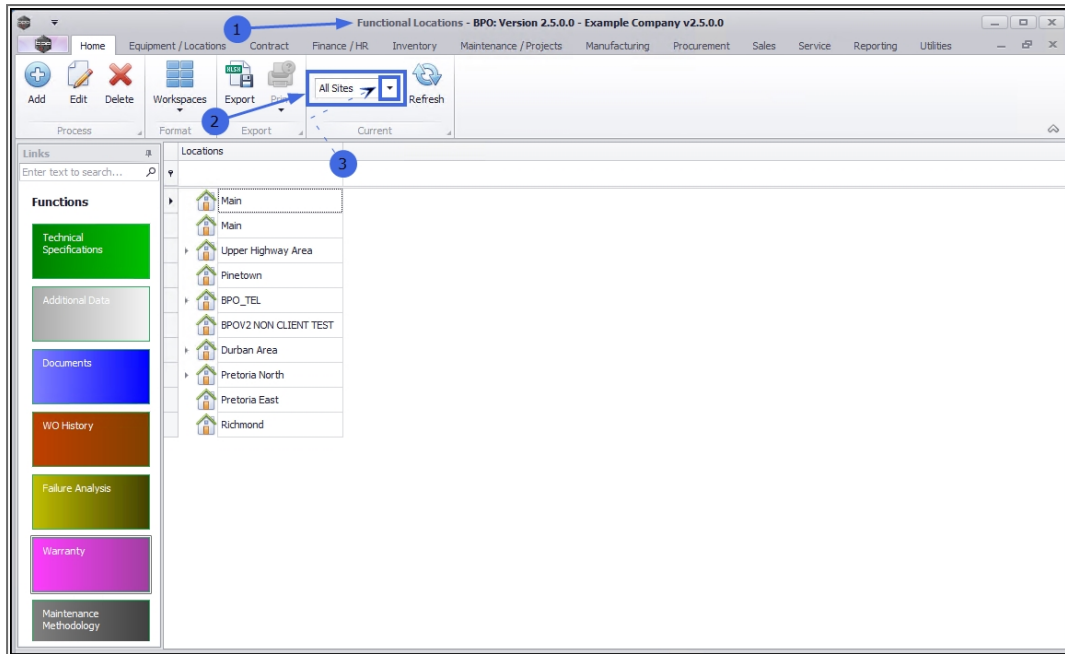 Functional Locations - BPO: Version 2.5.0.0 - Example Company v2.5.0.0
1
Home Equipment / Locations Contract Finance / HR Inventory Maintenance / Projects Manufacturing Procurement Sales Service Reporting Utilities
XLSX
All Sites
Add Edit Delete Workspaces Export Refresh
2
Process Format Export Current
3
Links
Locations
Enter text to search...
Functions
Main
Main
Technical
Specifications
Upper Highway Area
Pinetown
Additional Data
BPO_TEL
BPOV2 NON CLIENT TEST
Durban Area
Documents
Pretoria North
Pretoria East
WO History
Richmond
Failure Analysis
Warranty
Maintenance
Methodology